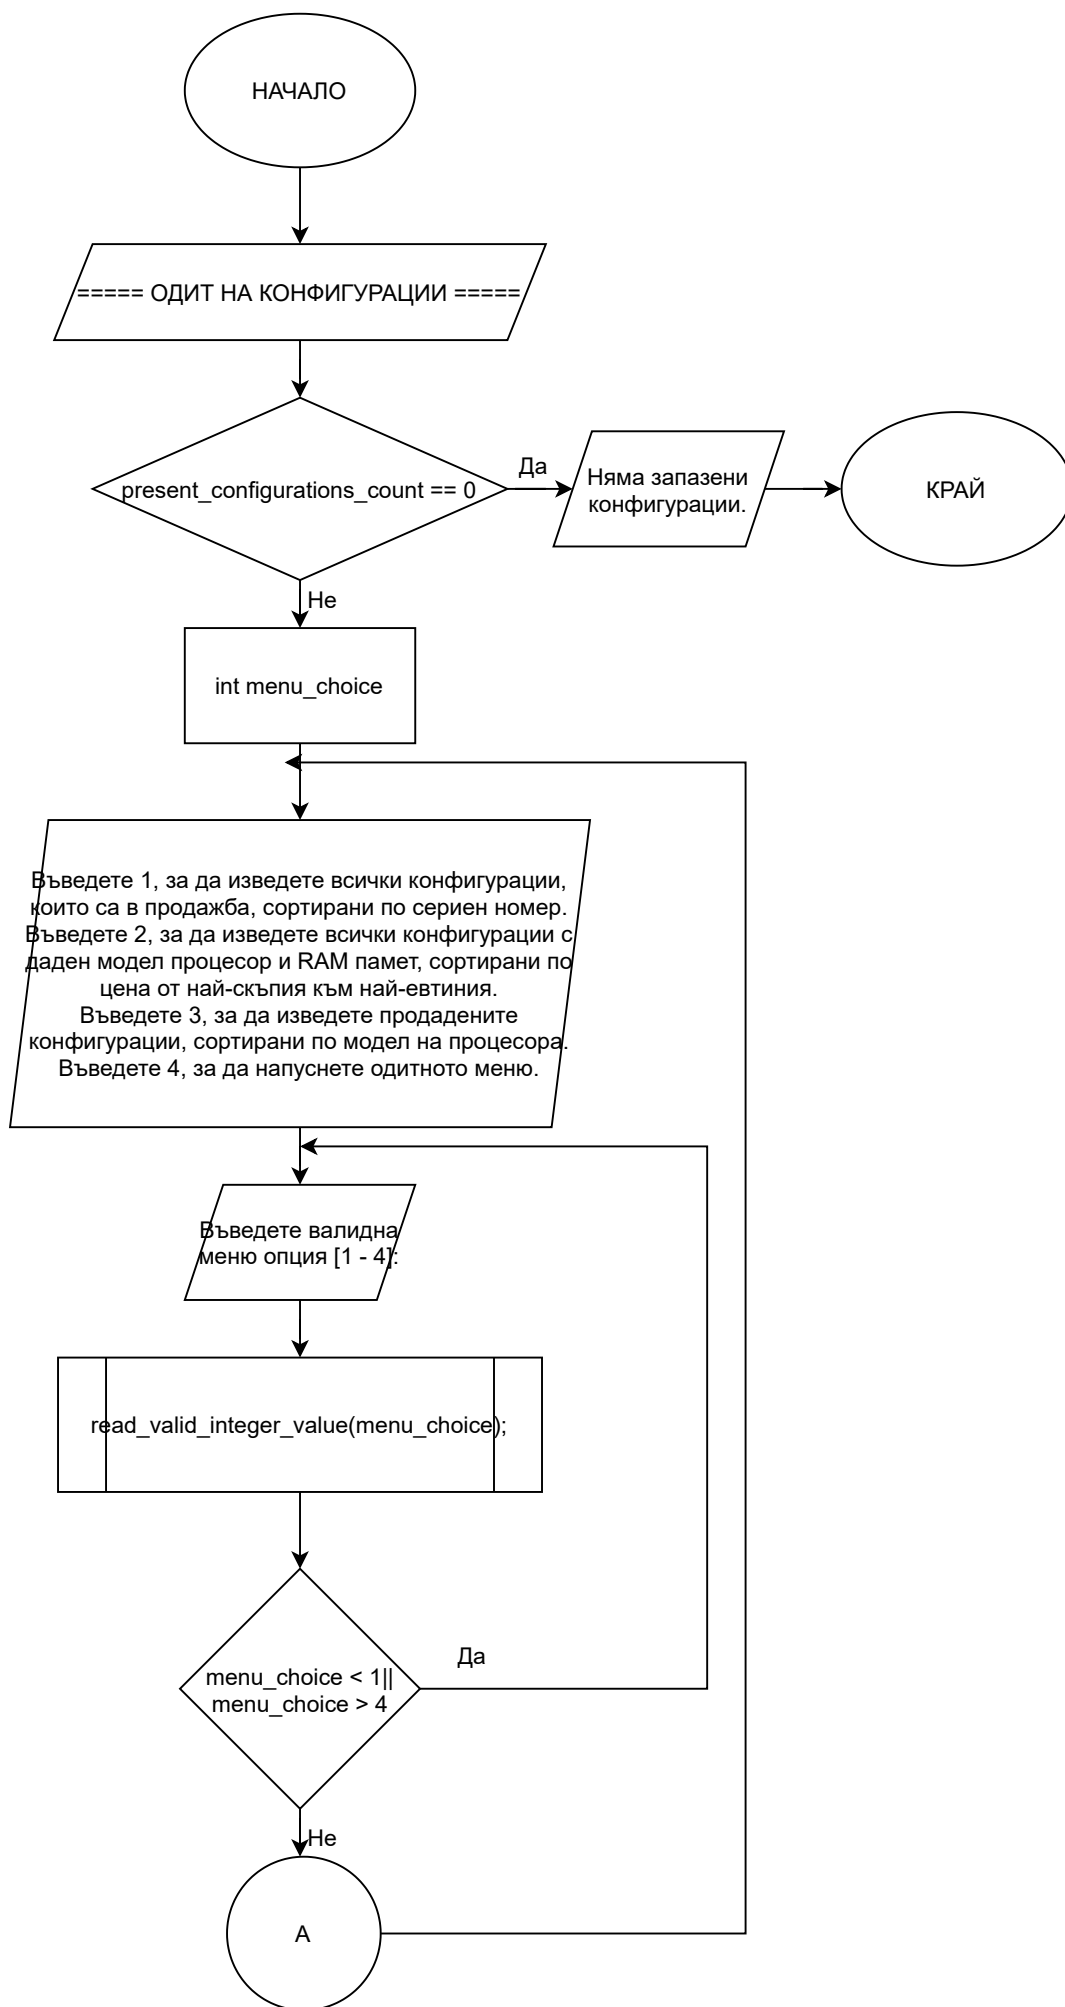 НАЧАЛО
===== ОДИТ НА КОНФИГУРАЦИИ =====
present_configurations_count == 0
Да
Няма запазени
конфигурации.
КРАЙ
Не
int menu_choice
Въведете 1, за да изведете всички конфигурации,
които са в продажба, сортирани по сериен номер.
Въведете 2, за да изведете всички конфигурации с
даден модел процесор и RAM памет, сортирани по
цена от най-скъпия към най-евтиния.
Въведете 3, за да изведете продадените
конфигурации, сортирани по модел на процесора.
Въведете 4, за да напуснете одитното меню.
Въведете валидна
меню опция [1 - 4]:
read_valid_integer_value(menu_choice);
menu_choice < 1||
menu_choice > 4
Да
Не
А